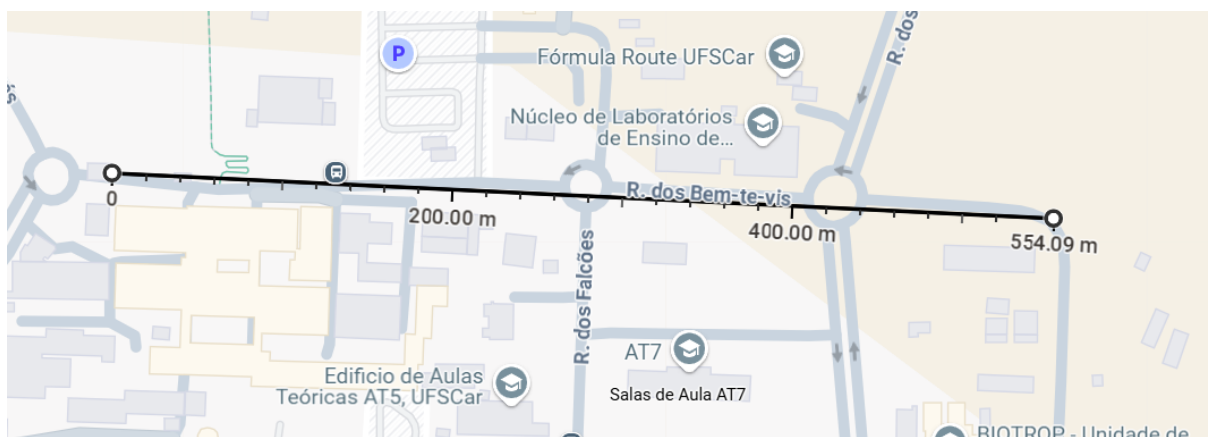 Fórmula Route UFSCar
P
R. dos
Núcleo de Laboratórios
de Ensino de...
R. dos Bem-te-vis
0
200.00 m
400.00 m
554.09 m
R. dos Falcões
AT7
Salas de Aula AT7
Edificio de Aulas
Teóricas AT5, UFSCar
BIOTROP - Unidade de